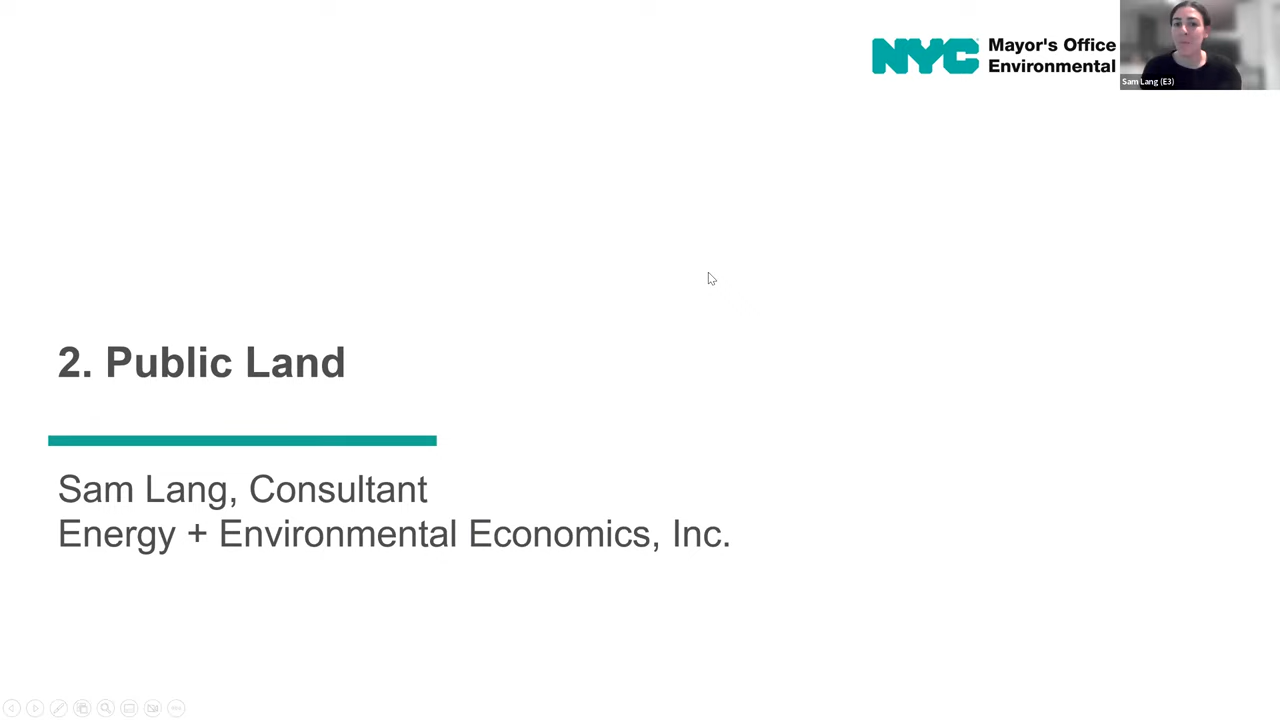 NYC Mayor's Office
Environmental
Sam Lang (E3)
2. Public Land
Sam Lang, Consultant
Energy + Environmental Economics, Inc.